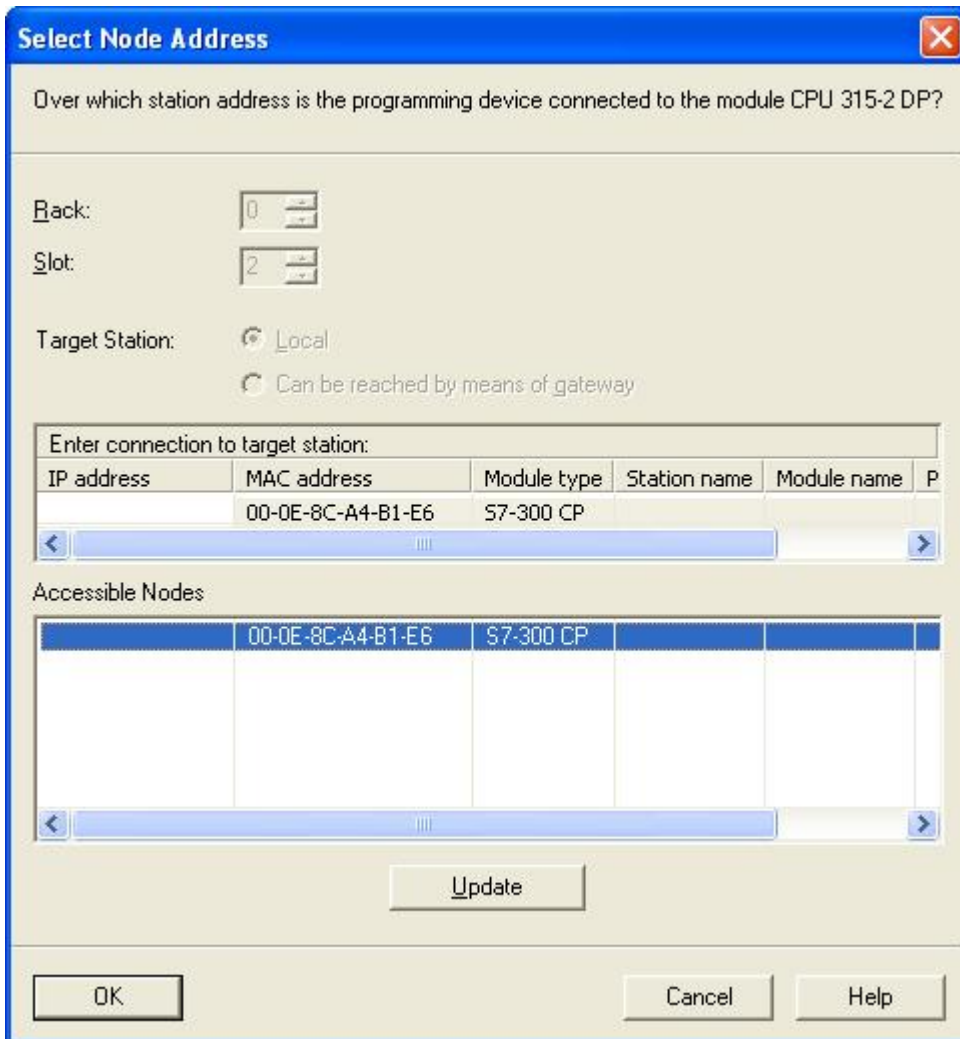 Select Node Address
Over which station address is the programming device connected to the module CPU 315-2 DP?
Rack: 0
Slot: 2
Target Station: Local
Can be reached by means of gateway
Enter connection to target station:
IP address MAC address Module type Station name Module name P
00-0E-8C-A4-B1-E6 S7-300 CP
Accessible Nodes
00-0E-8C-A4-B1-E6 S7-300 CP
Update
OK Cancel Help